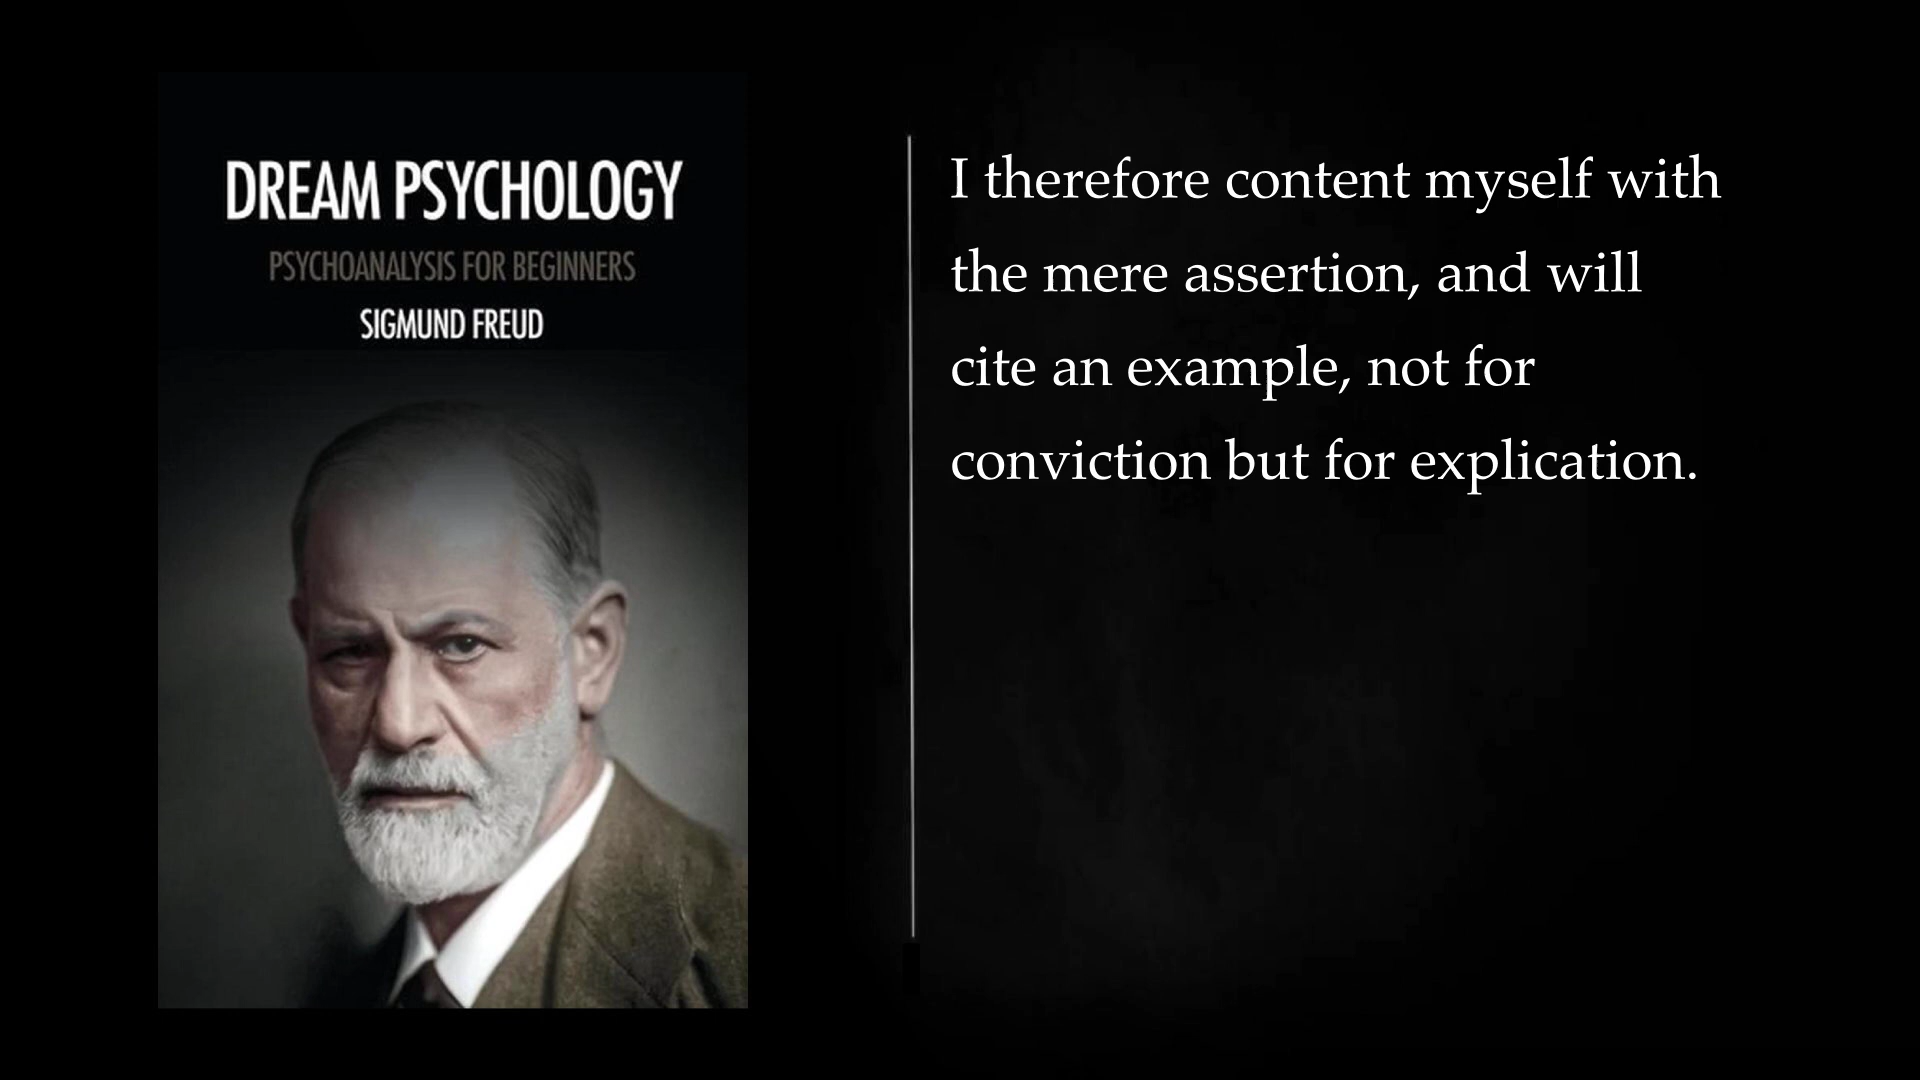 DREAM PSYCHOLOGY
PSYCHOANALYSIS FOR BEGINNERS
SIGMUND FREUD
I therefore content myself with
the mere assertion, and will
cite an example, not for
conviction but for explication.